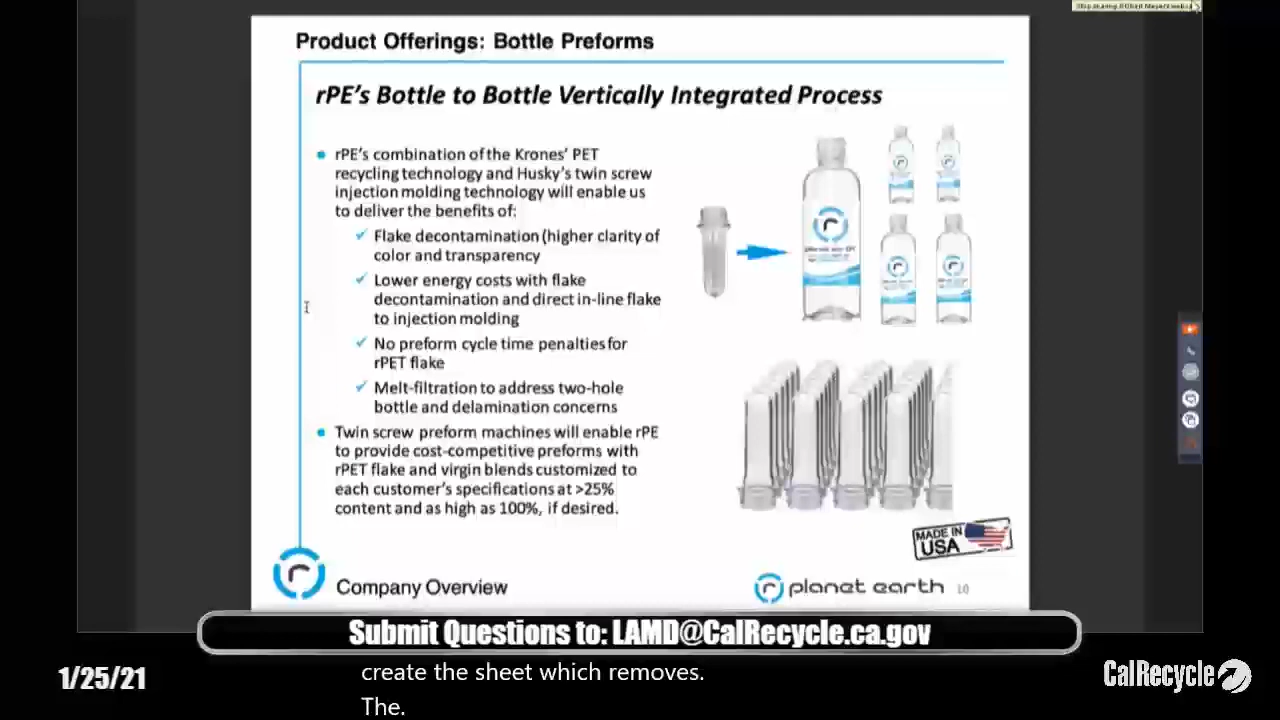 Product Offerings: Bottle Preforms
rPE's Bottle to Bottle Vertically Integrated Process
rPE's combination of the Krones' PET
recycling technology and Husky's twin screw
injection molding technology will enable us
to deliver the benefits of:
Flake decontamination (higher clarity of
color and transparency
Lower energy costs with flake
decontamination and direct in-line flake
to injection molding
No preform cycle time penalties for
rPET flake
Melt-filtration to address two-hole
bottle and delamination concerns
Twin screw preform machines will enable rPE
to provide cost-competitive preforms with
rPET flake and virgin blends customized to
each customer's specifications at >25%
content and as high as 100%, if desired.
MADE IN
USA
r
Company Overview
r planet earth 10
Submit Questions to: LAMD@CalRecycle.ca.gov
1/25/21
create the sheet which removes.
The.
CalRecycle